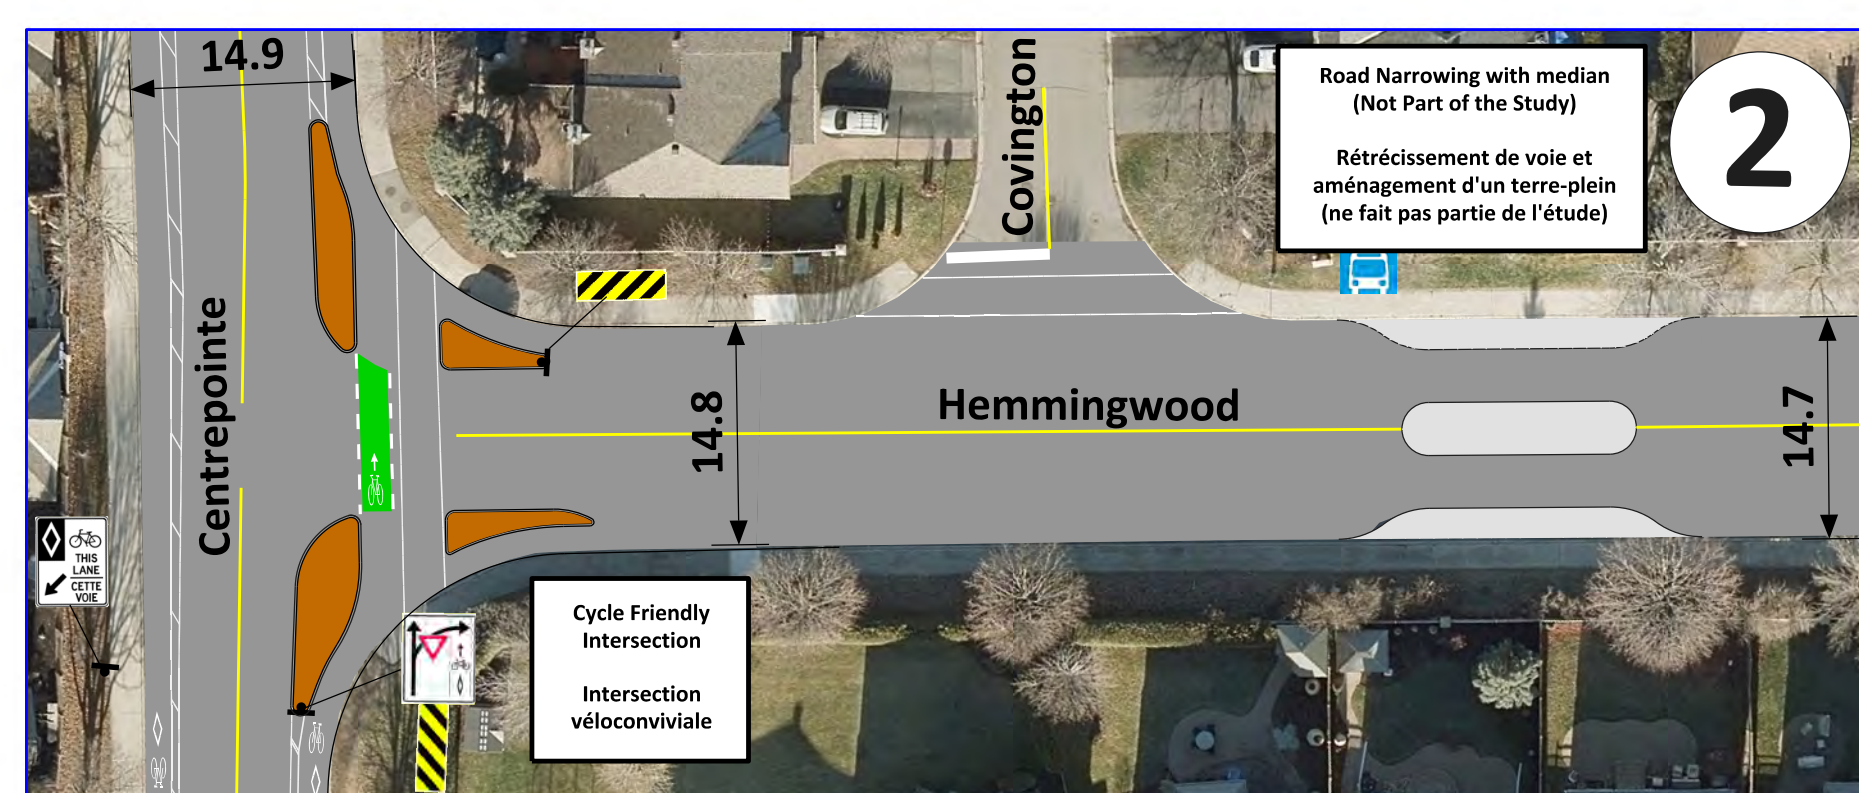 14.9
Covington
Road Narrowing with median
(Not Part of the Study)
Rétrécissement de voie et
aménagement d'un terre-plein
(ne fait pas partie de l'étude)
2
Centrepointe
14.8
Hemmingwood
14.7
THIS
LANE
CETTE
VOIE
Cycle Friendly
Intersection
Intersection
véloconviviale